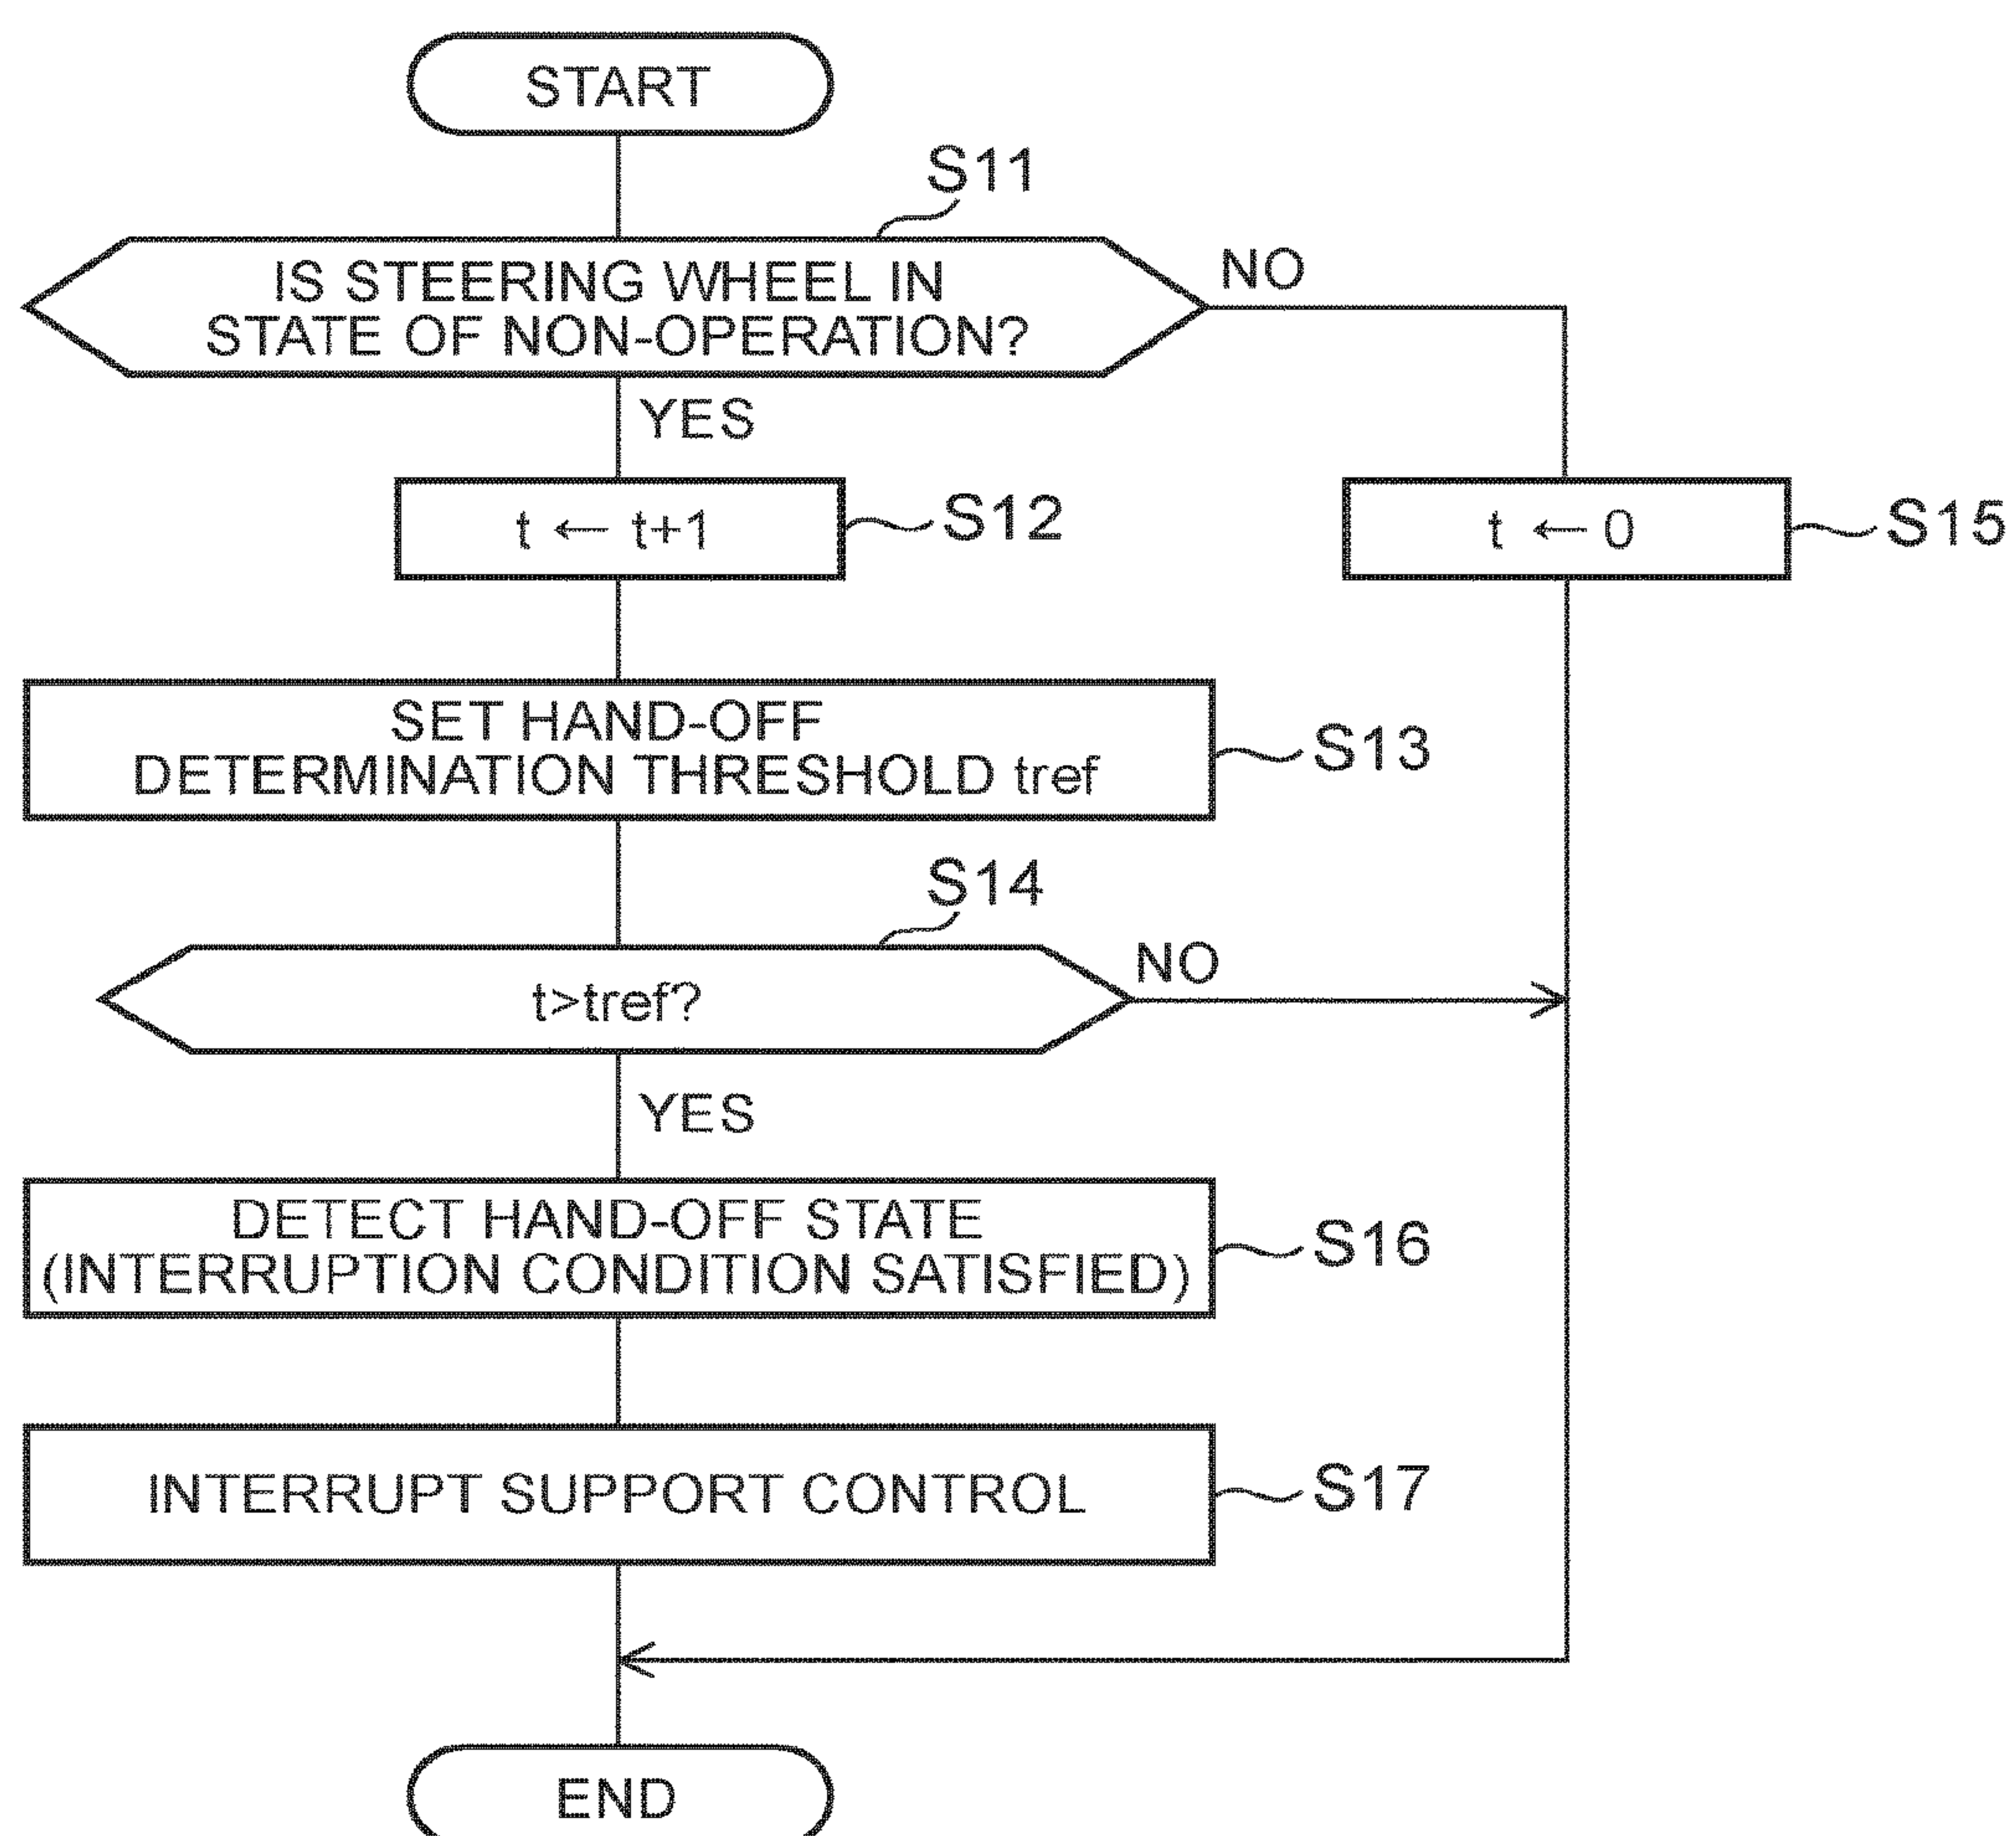 START
S11
IS STEERING WHEEL IN
STATE OF NON-OPERATION?
NO
YES
t ← t+1
S12
t ← 0
S15
SET HAND-OFF
DETERMINATION THRESHOLD tref
S13
S14
t>tref?
NO
YES
DETECT HAND-OFF STATE
(INTERRUPTION CONDITION SATISFIED)
S16
INTERRUPT SUPPORT CONTROL
S17
END